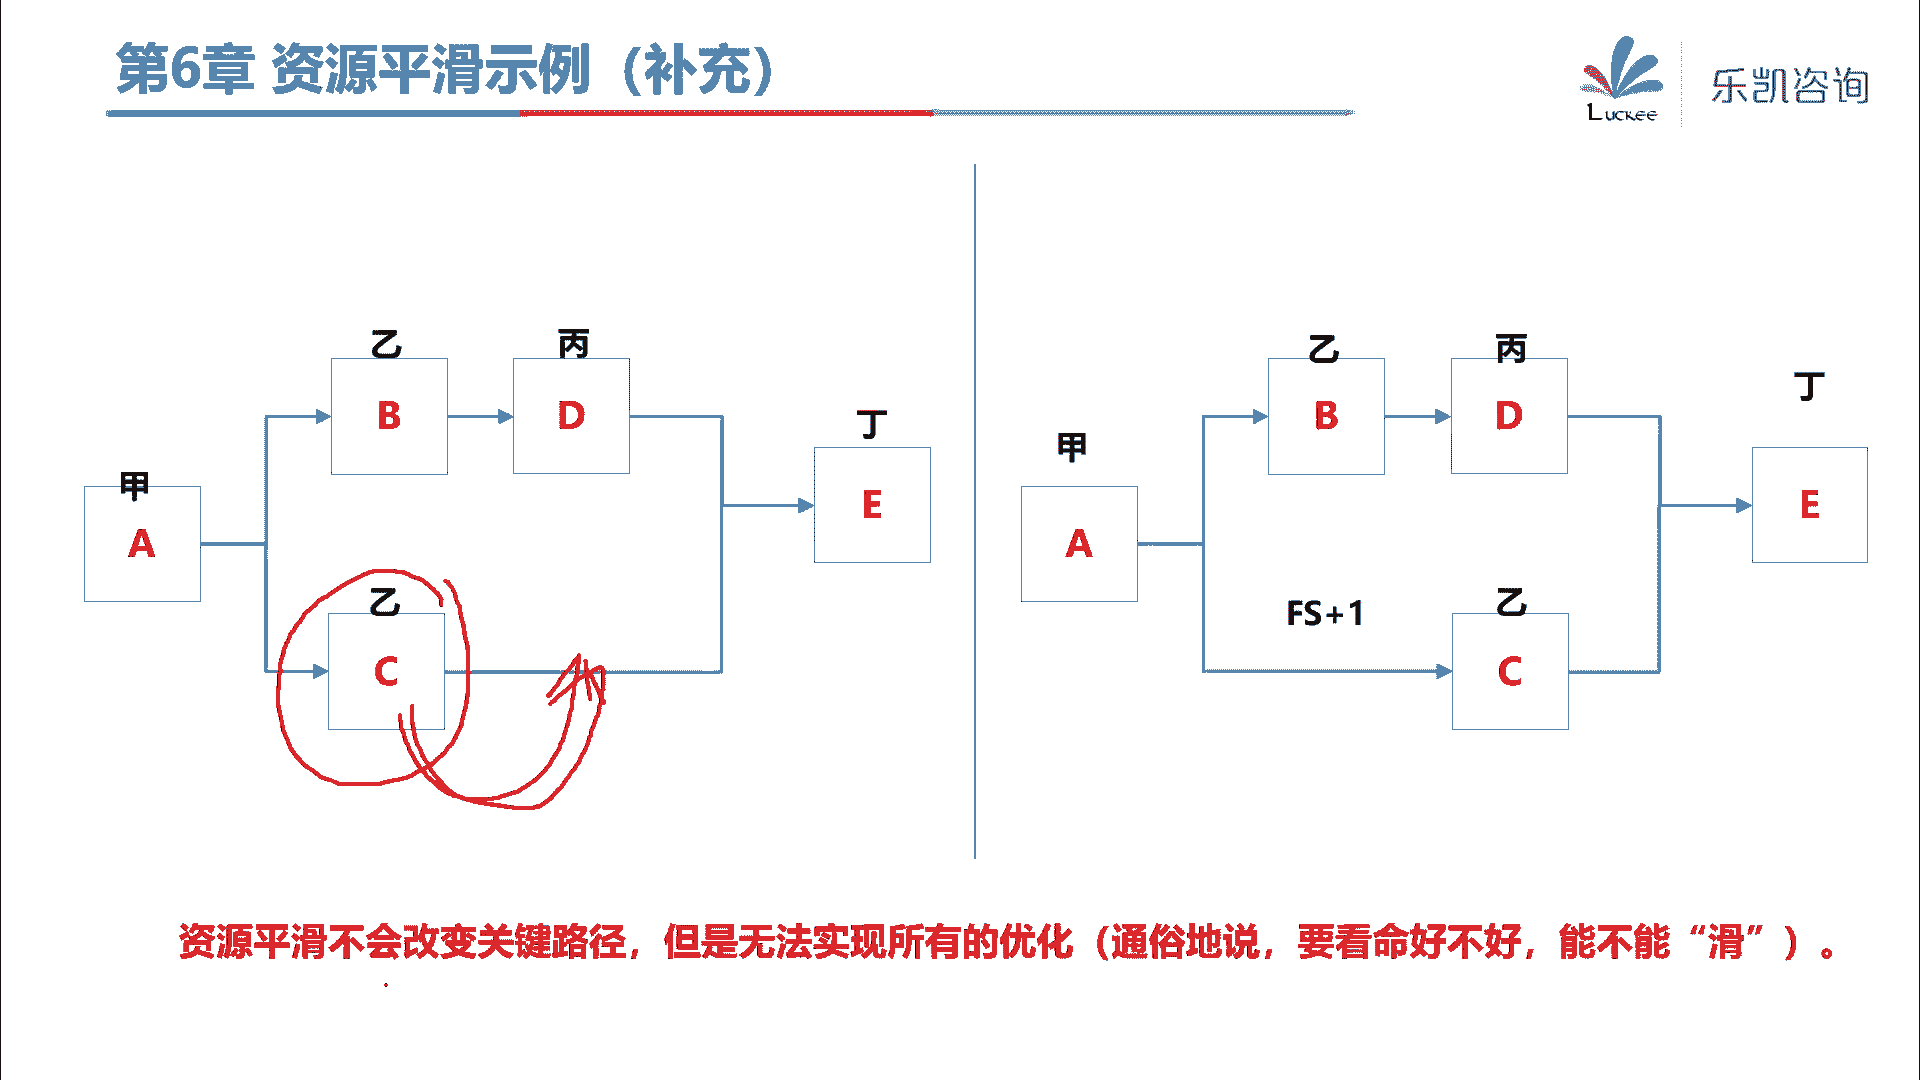 第6章 资源平滑示例（补充）
Luckee
乐凯咨询
乙
丙
B
D
丁
E
甲
A
乙
C
乙
丙
B
D
丁
E
甲
A
FS+1
乙
C
资源平滑不会改变关键路径，但是无法实现所有的优化（通俗地说，要看命好不好，能不能“滑”）。